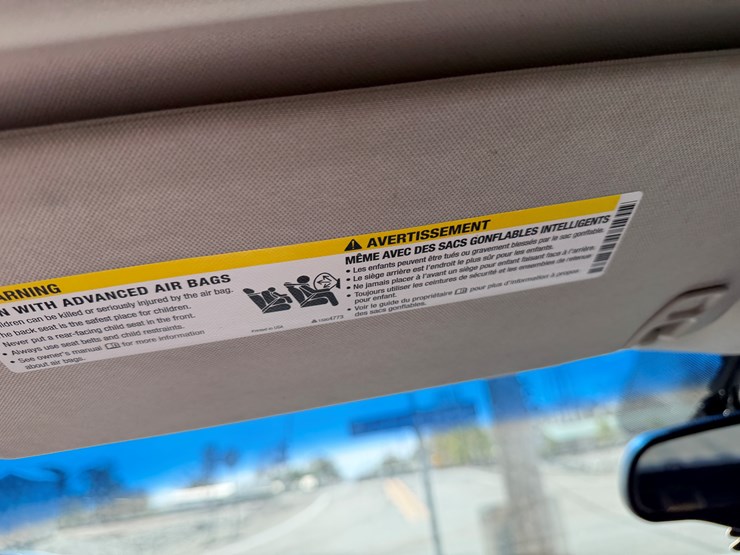 ARNING
N WITH ADVANCED AIR BAGS
ildren can be killed or seriously injured by the air bag.
he back seat is the safest place for children.
Never put a rear-facing child seat in the front.
• Always use seat belts and child restraints.
• See owner's manual for more information
about air bags.
Printed in USA
AVERTISSEMENT
MÊME AVEC DES SACS GONFLABLES INTELLIGENTS
• Les enfants peuvent être tués ou gravement blessés par le sac gonflable.
• Le siège arrière est l'endroit le plus sûr pour les enfants.
• Ne jamais placer à l'avant un siège pour enfant faisant face à l'arrière.
• Toujours utiliser les ceintures de sécurité et les ensembles de retenue
pour enfant.
• Voir le guide du propriétaire pour plus d'information à propos
des sacs gonflables.